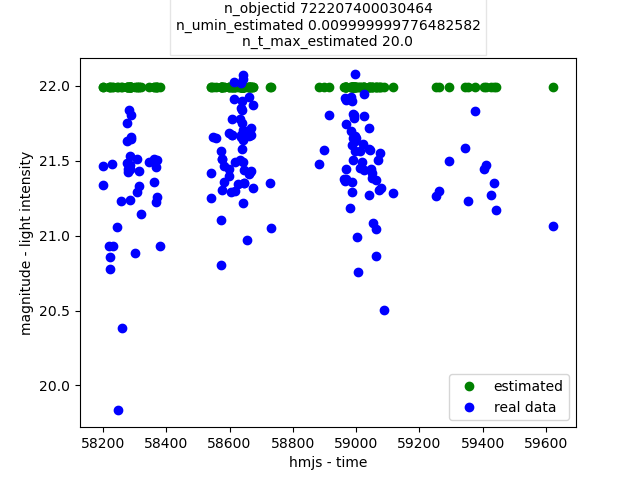 n_objectid 722207400030464
n_umin_estimated 0.009999999776482582
n_t_max_estimated 20.0
22.0
21.5
21.0
20.5
20.0
magnitude - light intensity
estimated
real data
58200 58400 58600 58800 59000 59200 59400 59600
hmjs - time